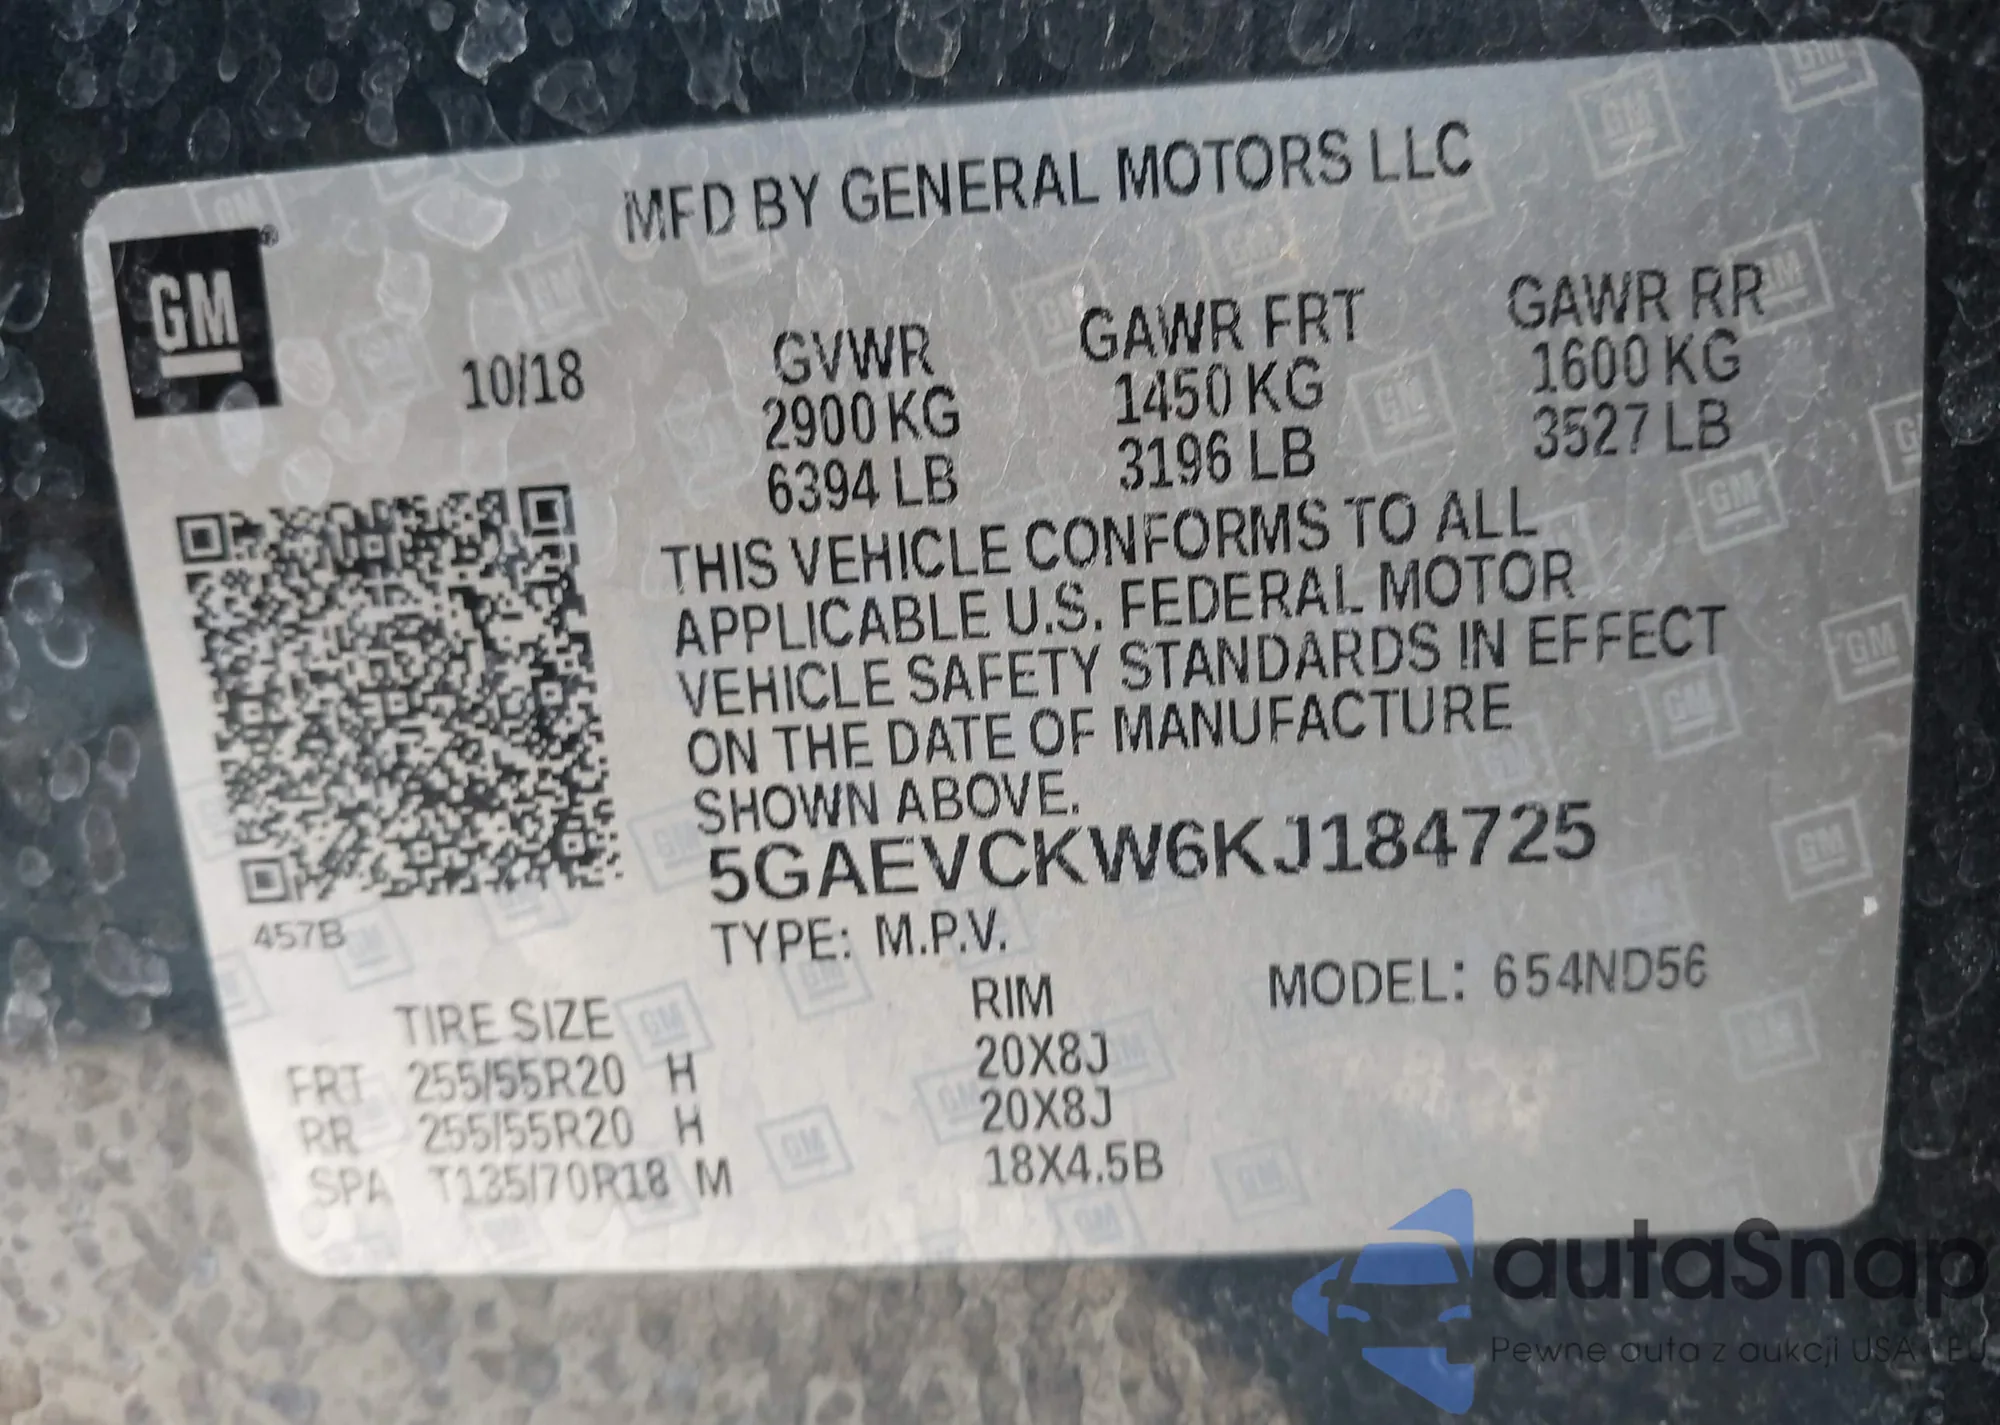 MFD BY GENERAL MOTORS LLC
GM
10/18
GVWR
2900 KG
6394 LB
GAWR FRT
1450 KG
3196 LB
GAWR RR
1600 KG
3527 LB
THIS VEHICLE CONFORMS TO ALL
APPLICABLE U.S. FEDERAL MOTOR
VEHICLE SAFETY STANDARDS IN EFFECT
ON THE DATE OF MANUFACTURE
SHOWN ABOVE.
5GAEVCKW6KJ184725
457B
TYPE: M.P.V.
MODEL: 654ND56
TIRE SIZE RIM
FRT 255/55R20 H 20X8J
RR 255/55R20 H 20X8J
SPA T135/70R18 M 18X4.5B
autaSnap
Pewne auta z aukcji USA i EU